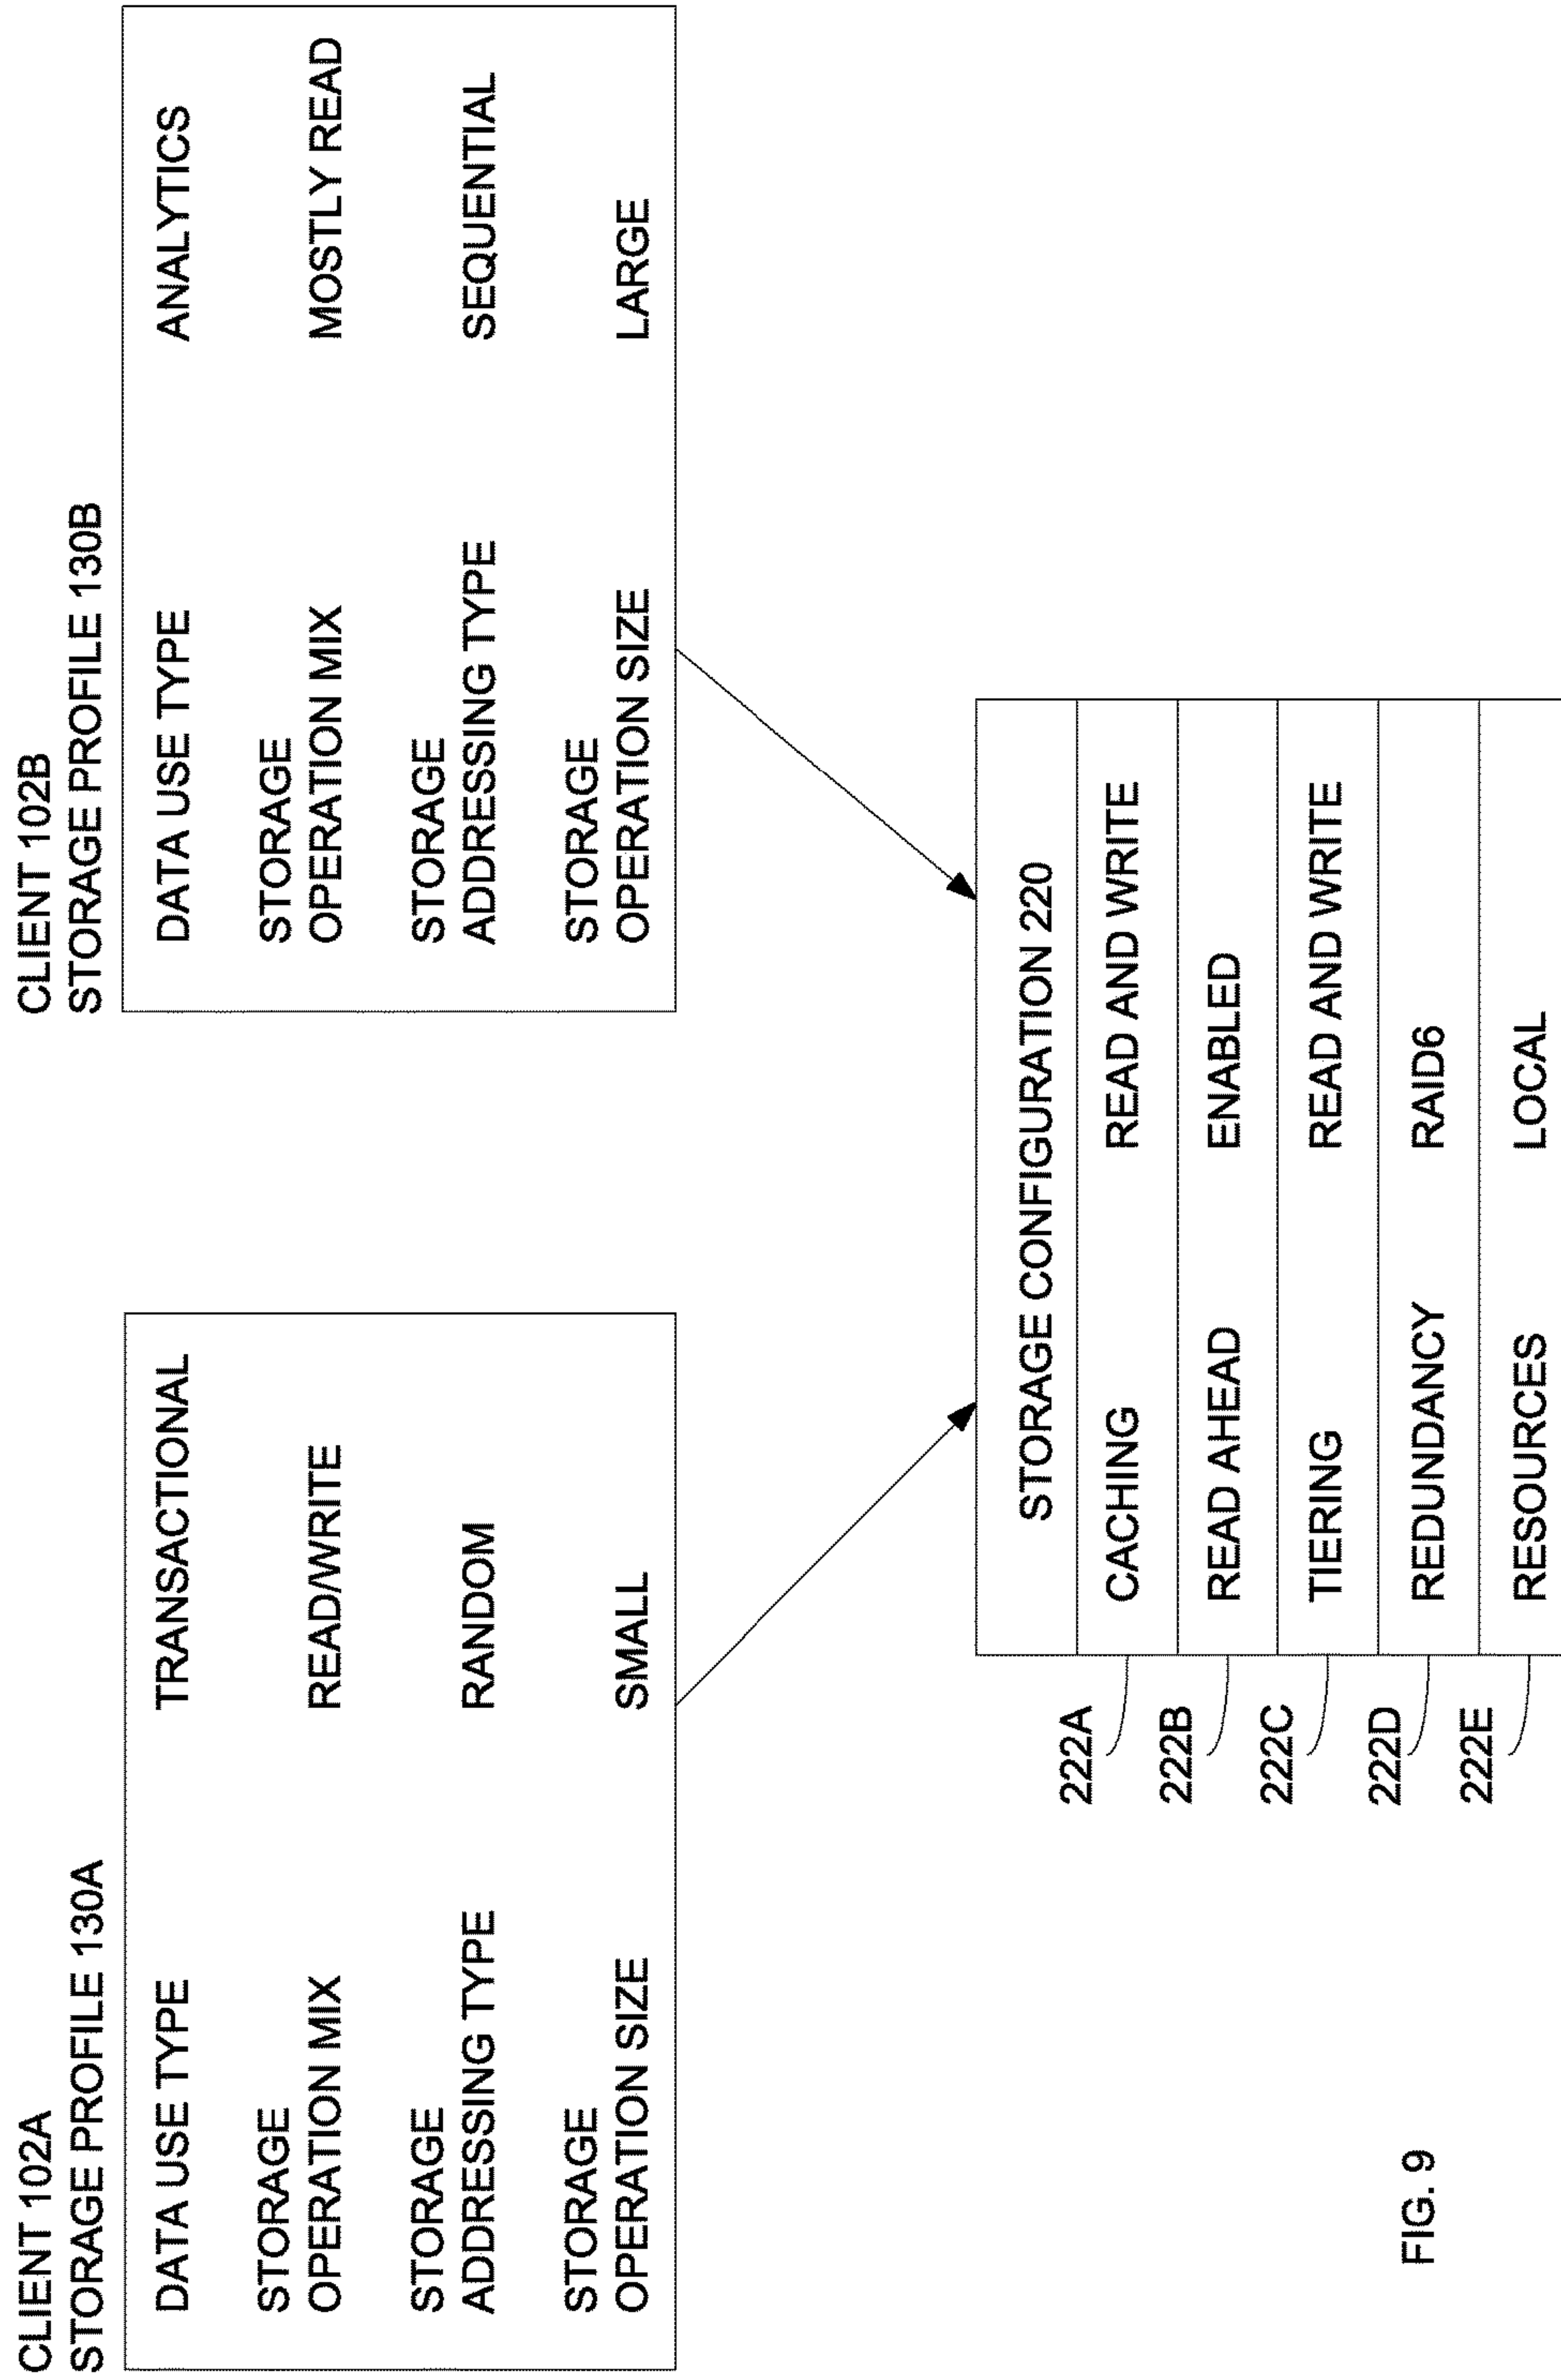 CLIENT 102A
STORAGE PROFILE 130A
DATA USE TYPE TRANSACTIONAL
STORAGE
OPERATION MIX READ/WRITE
STORAGE
ADDRESSING TYPE RANDOM
STORAGE
OPERATION SIZE SMALL
CLIENT 102B
STORAGE PROFILE 130B
DATA USE TYPE ANALYTICS
STORAGE
OPERATION MIX MOSTLY READ
STORAGE
ADDRESSING TYPE SEQUENTIAL
STORAGE
OPERATION SIZE LARGE
STORAGE CONFIGURATION 220
222A CACHING READ AND WRITE
222B READ AHEAD ENABLED
222C TIERING READ AND WRITE
222D REDUNDANCY RAID6
222E RESOURCES LOCAL
FIG. 9